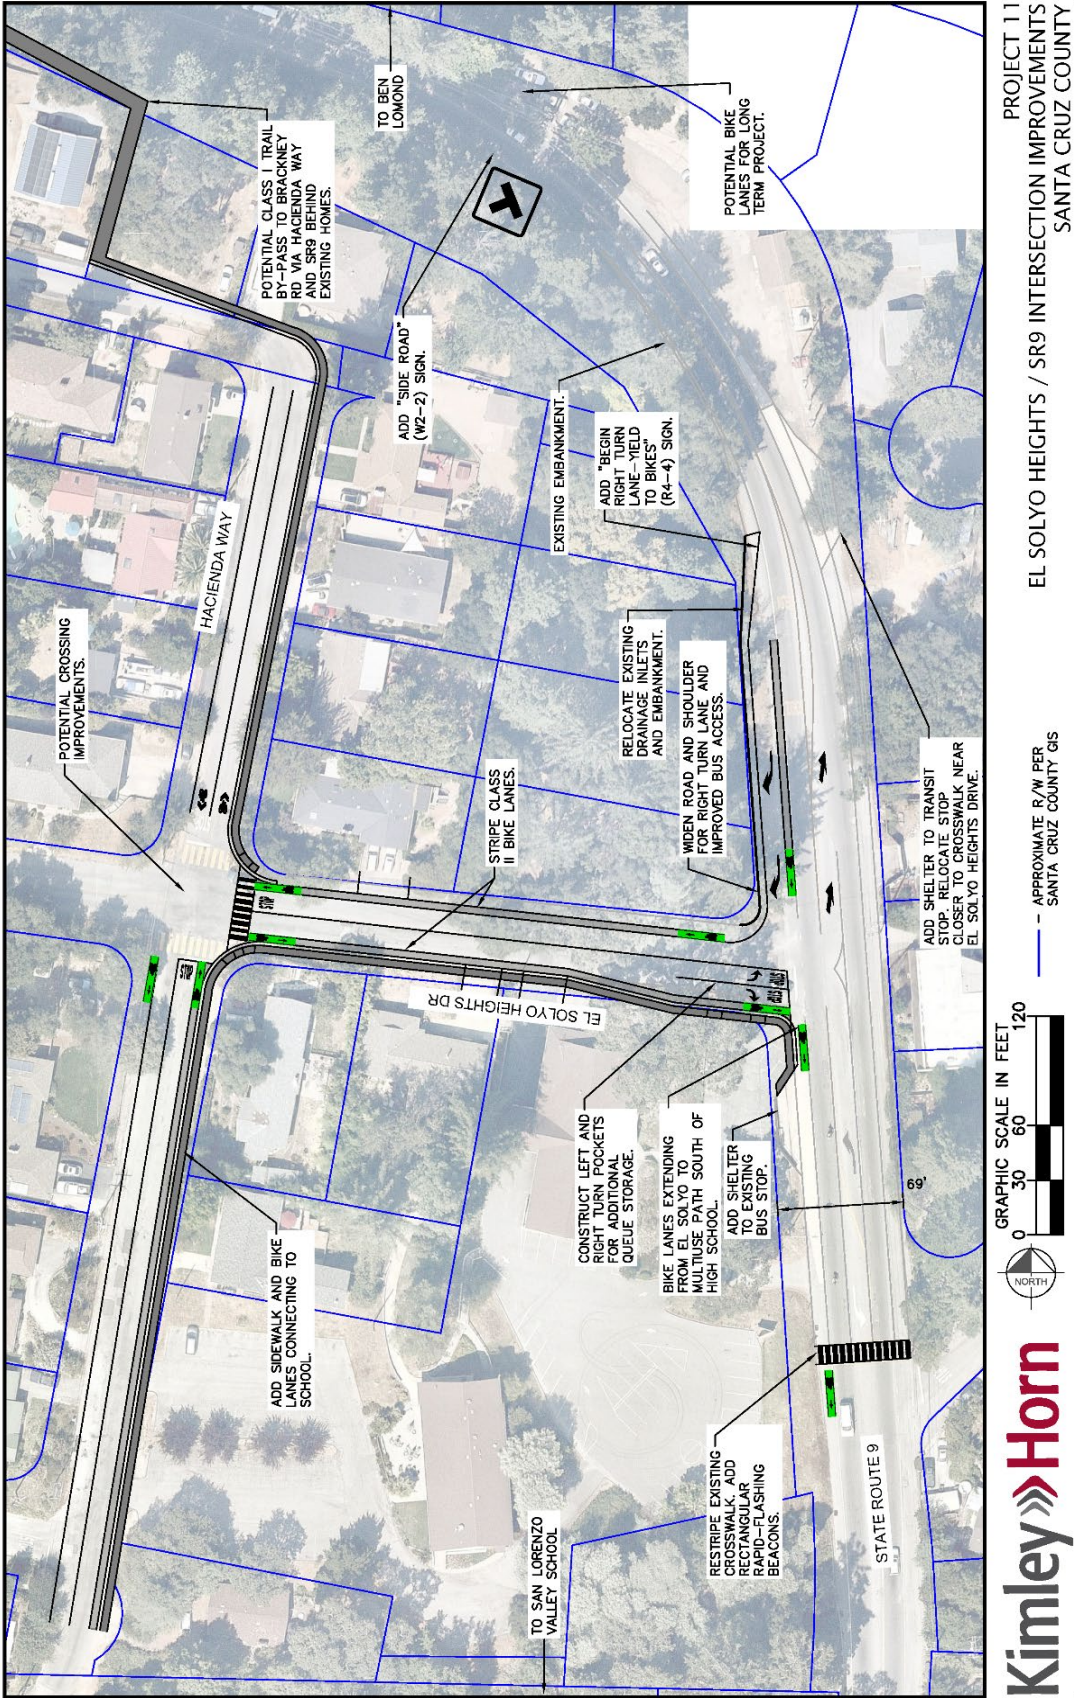 TO SAN LORENZO
VALLEY SCHOOL
ADD SIDEWALK AND BIKE
LANES CONNECTING TO
SCHOOL.
POTENTIAL CROSSING
IMPROVEMENTS.
HACIENDA WAY
POTENTIAL CLASS I TRAIL
BY-PASS TO BRACKNEY
RD VIA HACIENDA WAY
AND SR9 BEHIND
EXISTING HOMES.
TO BEN
LOMOND
ADD "SIDE ROAD"
(W2-2) SIGN.
STOP
STOP
STRIPE CLASS
II BIKE LANES.
EL SOLYO HEIGHTS DR
EXISTING EMBANKMENT.
ADD "BEGIN
RIGHT TURN
LANE-YIELD
TO BIKES"
(R4-4) SIGN.
RELOCATE EXISTING
DRAINAGE INLETS
AND EMBANKMENT.
WIDEN ROAD AND SHOULDER
FOR RIGHT TURN LANE AND
IMPROVED BUS ACCESS.
POTENTIAL BIKE
LANES FOR LONG
TERM PROJECT.
CONSTRUCT LEFT AND
RIGHT TURN POCKETS
FOR ADDITIONAL
QUEUE STORAGE.
STOP STOP
BIKE LANES EXTENDING
FROM EL SOLYO TO
MULTIUSE PATH SOUTH OF
HIGH SCHOOL.
ADD SHELTER
TO EXISTING
BUS STOP.
RESTRIPE EXISTING
CROSSWALK. ADD
RECTANGULAR
RAPID-FLASHING
BEACONS.
STATE ROUTE 9
69'
ADD SHELTER TO TRANSIT
STOP. RELOCATE STOP
CLOSER TO CROSSWALK NEAR
EL SOLYO HEIGHTS DRIVE.
Kimley»Horn
NORTH
GRAPHIC SCALE IN FEET
0 30 60 120
– APPROXIMATE R/W PER
SANTA CRUZ COUNTY GIS
PROJECT 11
EL SOLYO HEIGHTS / SR9 INTERSECTION IMPROVEMENTS
SANTA CRUZ COUNTY